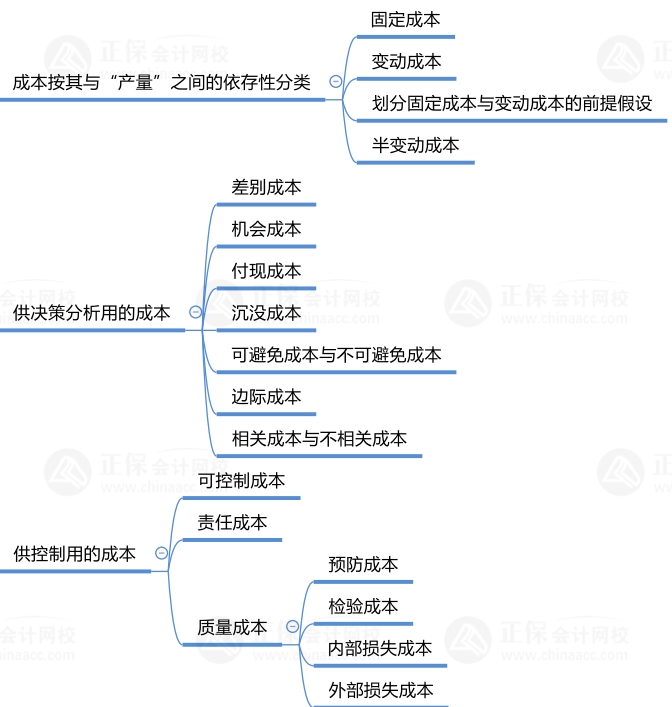 固定成本
变动成本
成本按其与“产量”之间的依存性分类
划分固定成本与变动成本的前提假设
半变动成本
差别成本
机会成本
付现成本
供决策分析用的成本
沉没成本
可避免成本与不可避免成本
边际成本
相关成本与不相关成本
可控制成本
责任成本
供控制用的成本
预防成本
检验成本
质量成本
内部损失成本
外部损失成本
正保会计网校
www.chinaacc.com